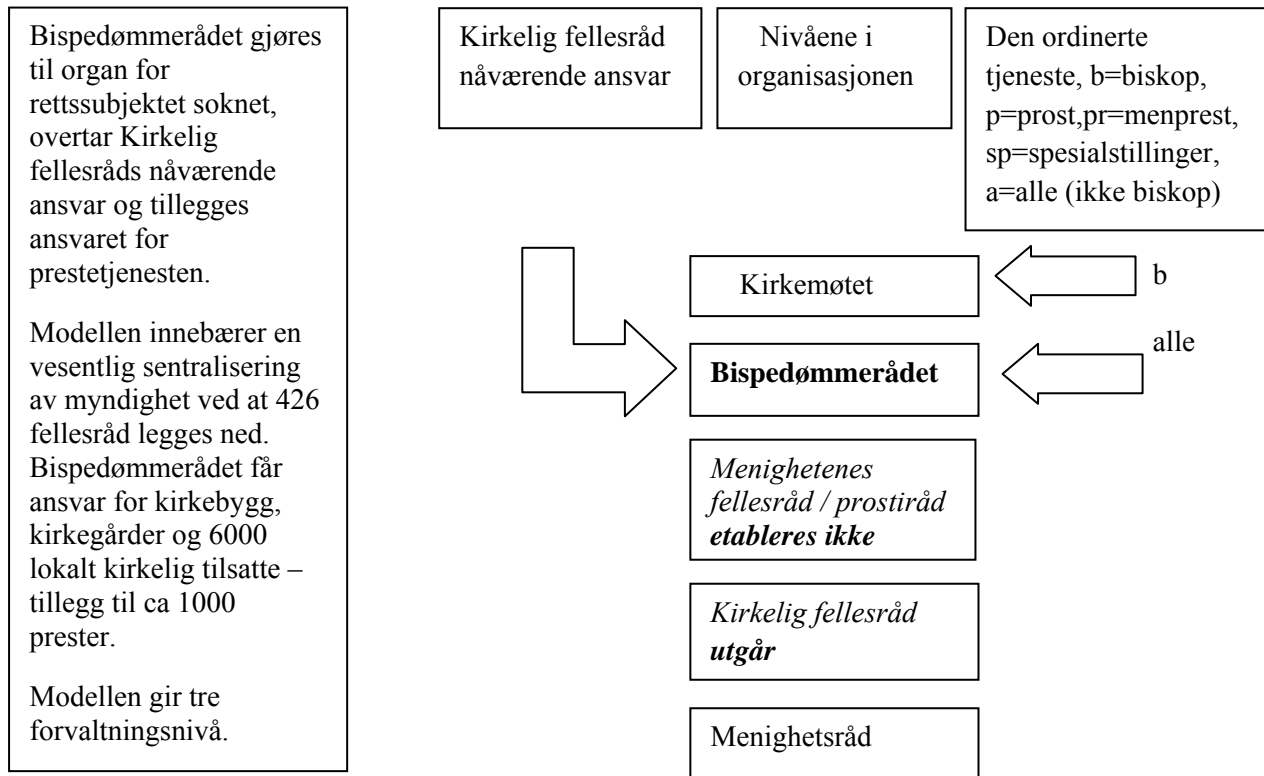 Bispedømmerådet gjøres
til organ for
rettssubjektet soknet,
overtar Kirkelig
fellesråds nåværende
ansvar og tillegges
ansvaret for
prestetjenesten.
Modellen innebærer en
vesentlig sentralisering
av myndighet ved at 426
fellesråd legges ned.
Bispedømmerådet får
ansvar for kirkebygg,
kirkegårder og 6000
lokalt kirkelig tilsatte –
tillegg til ca 1000
prester.
Modellen gir tre
forvaltningsnivå.
Kirkelig fellesråd
nåværende ansvar
Nivåene i
organisasjonen
Den ordinerte
tjeneste, b=biskop,
p=prost,pr=menprest,
sp=spesialstillinger,
a=alle (ikke biskop)
Kirkemøtet
b
Bispedømmerådet
alle
Menighetenes
fellesråd / prostiråd
etableres ikke
Kirkelig fellesråd
utgår
Menighetsråd